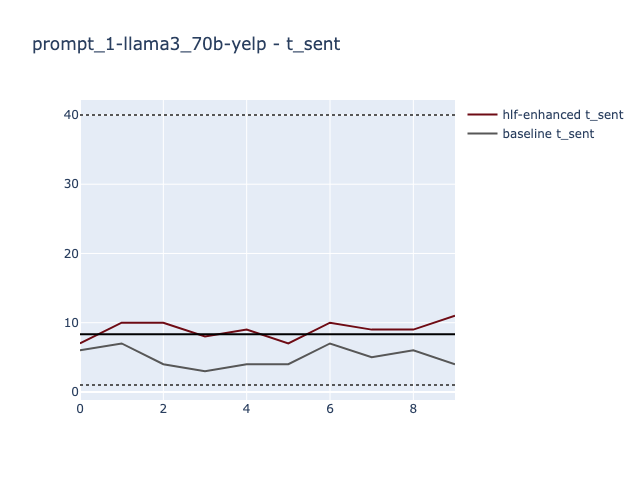 prompt_1-llama3_70b-yelp - t_sent
40
30
20
10
0
0 2 4 6 8
hlf-enhanced t_sent
baseline t_sent